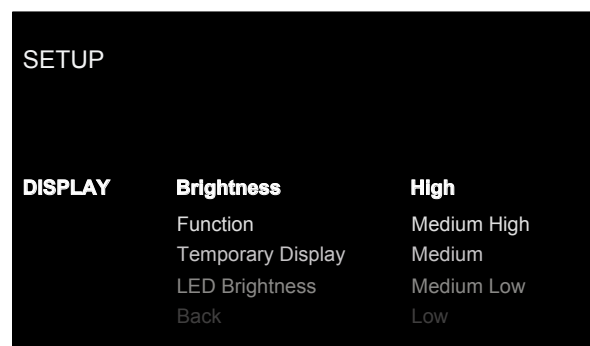 SETUP
DISPLAY Brightness High
Function Medium High
Temporary Display Medium
LED Brightness Medium Low
Back Low